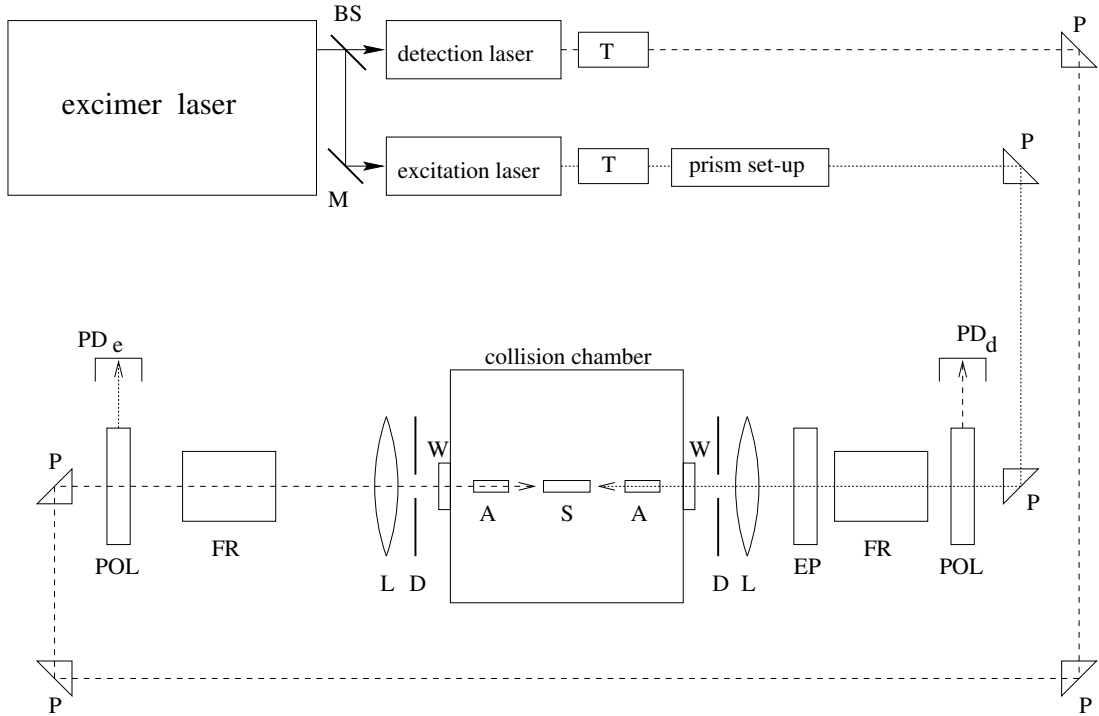 BS
P
detection laser
T
excimer laser
P
excitation laser
T
prism set-up
M
PD e
PD d
collision chamber
P
W
W
A
S
A
P
POL
FR
L
D
D
L
EP
FR
POL
P
P